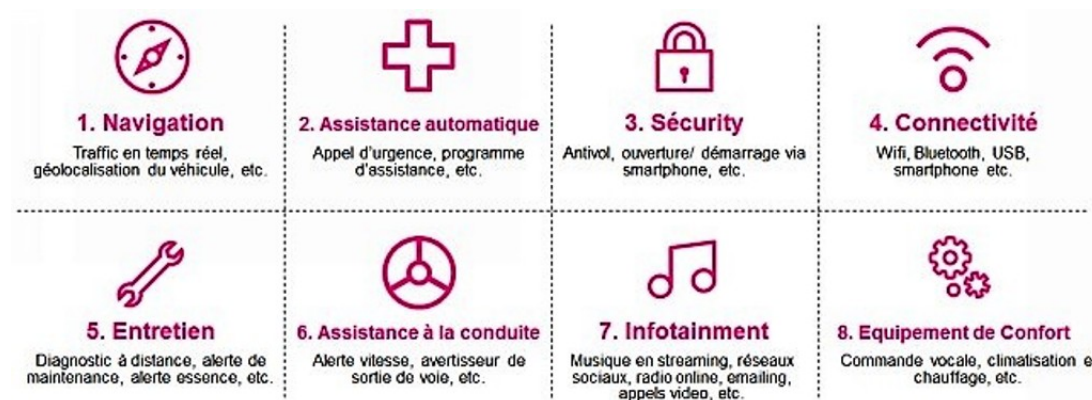 1. Navigation
Traffic en temps réel,
géolocalisation du véhicule, etc.
2. Assistance automatique
Appel d'urgence, programme
d'assistance, etc.
3. Sécurity
Antivol, ouverture/ démarrage via
smartphone, etc.
4. Connectivité
Wifi, Bluetooth, USB,
smartphone etc.
5. Entretien
Diagnostic à distance, alerte de
maintenance, alerte essence, etc.
6. Assistance à la conduite
Alerte vitesse, avertisseur de
sortie de voie, etc.
7. Infotainment
Musique en streaming, réseaux
sociaux, radio online, emailing,
appels video, etc.
8. Equipement de Confort
Commande vocale, climatisation e
chauffage, etc.